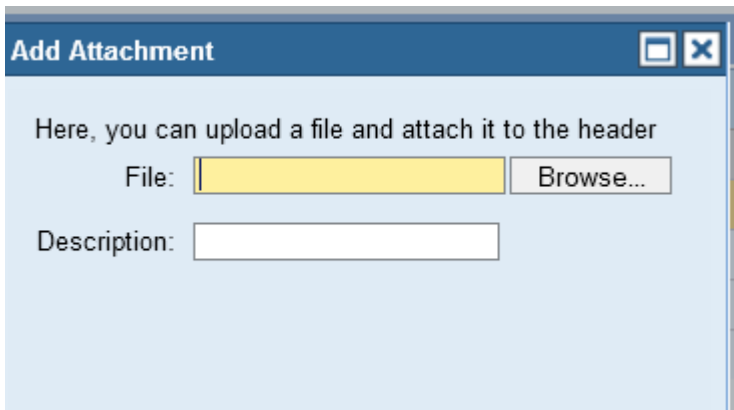 Add Attachment
Here, you can upload a file and attach it to the header
File: Browse...
Description: